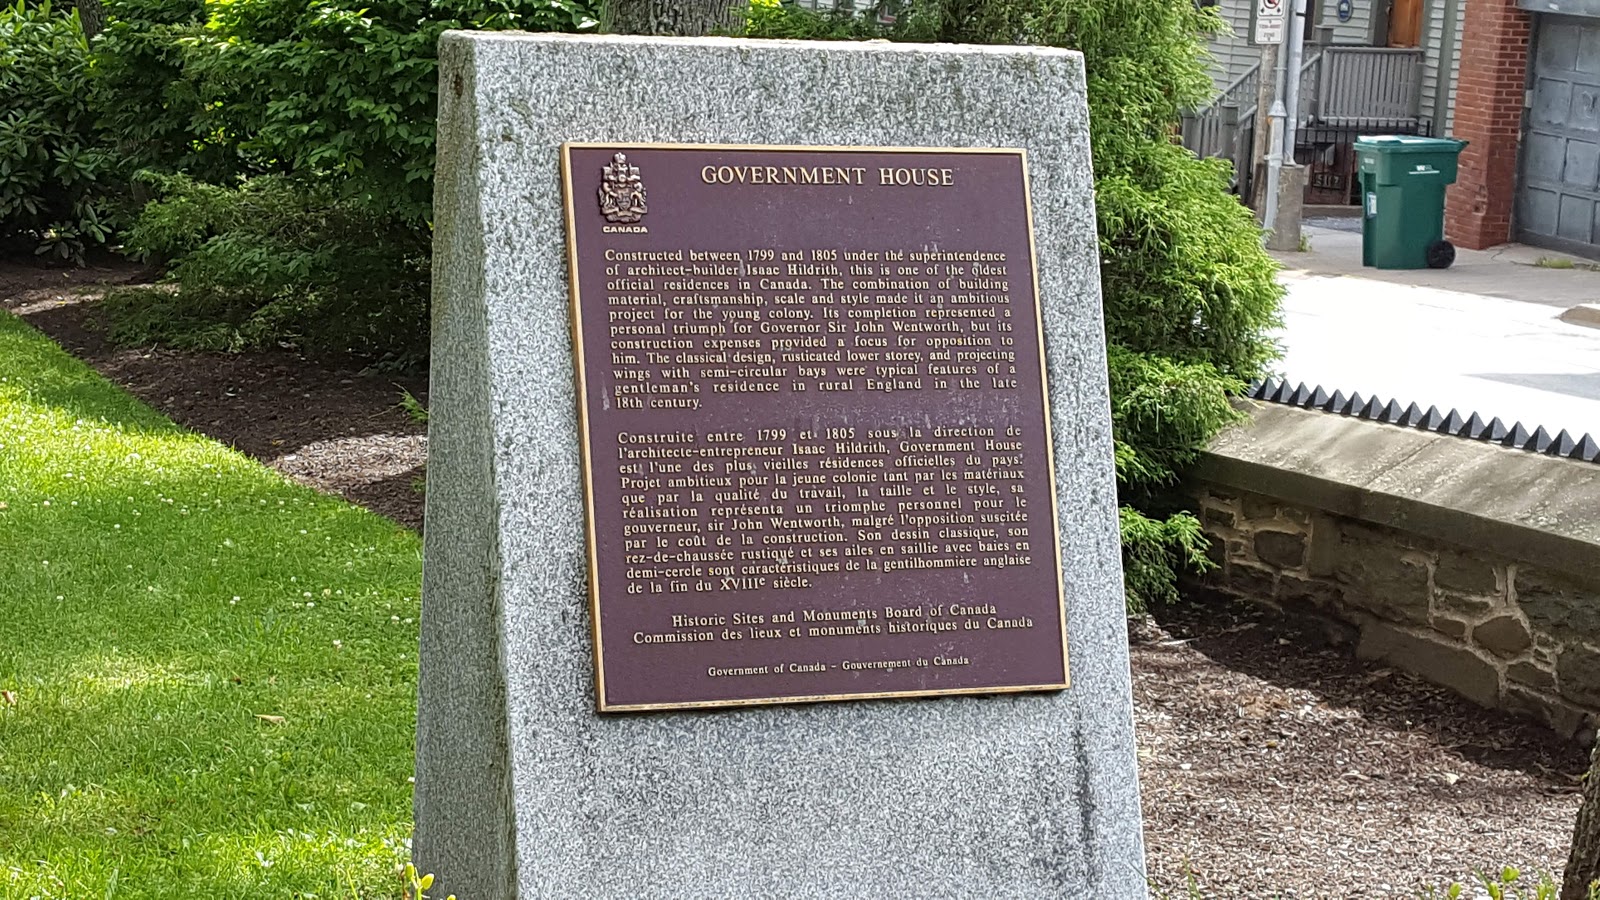 GOVERNMENT HOUSE
CANADA
Constructed between 1799 and 1805 under the superintendence
of architect-builder Isaac Hildrith, this is one of the oldest
official residences in Canada. The combination of building
material, craftsmanship, scale and style made it an ambitious
project for the young colony. Its completion represented a
personal triumph for Governor Sir John Wentworth, but its
construction expenses provided a focus for opposition to
him. The classical design, rusticated lower storey, and projecting
wings with semi-circular bays were typical features of a
gentleman's residence in rural England in the late
18th century.
Construite entre 1799 et 1805 sous la direction de
l'architecte-entrepreneur Isaac Hildrith, Government House
est l'une des plus vieilles résidences officielles du pays.
Projet ambitieux pour la jeune colonie tant par les matériaux
que par la qualité du travail, la taille et le style, sa
réalisation représenta un triomphe personnel pour le
gouverneur, sir John Wentworth, malgré l'opposition suscitée
par le coût de la construction. Son dessin classique, son
rez-de-chaussée rustiqué et ses ailes en saillie avec baies en
demi-cercle sont caractéristiques de la gentilhommière anglaise
de la fin du XVIIIe siècle.
Historic Sites and Monuments Board of Canada
Commission des lieux et monuments historiques du Canada
Government of Canada - Gouvernement du Canada